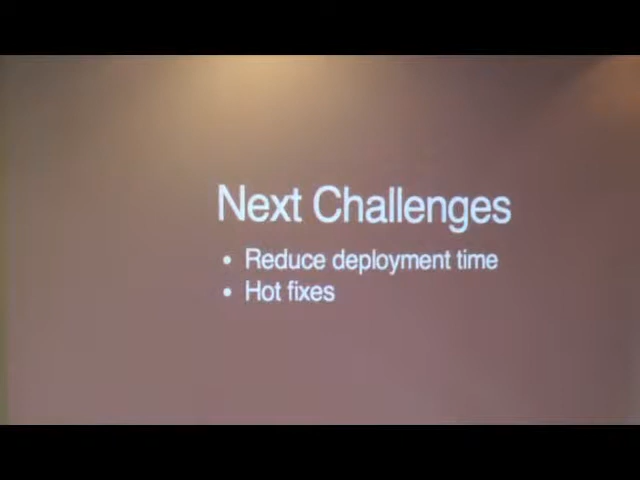 Next Challenges
• Reduce deployment time
• Hot fixes